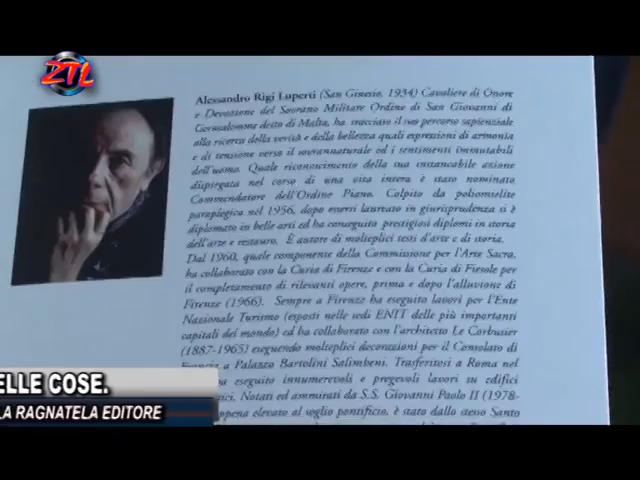 ZTL
Alessandro Rigi Luperti (San Ginesio, 1934) Cavaliere di Onore
e Devozione del Sovrano Militare Ordine di San Giovanni di
Gerusalemme detto di Malta, ha tracciato il suo percorso sapienziale
alla ricerca della verità e della bellezza quali espressioni di armonia
e di tensione verso il sovrannaturale ed i sentimenti immutabili
dell'uomo. Quale riconoscimento della sua instancabile azione
dispiegata nel corso di una vita intera è stato nominato
Commendatore dell'Ordine Piano. Colpito da poliomielite
paraplegica nel 1956, dopo essersi laureato in giurisprudenza si è
diplomato in belle arti ed ha conseguito prestigiosi diplomi in storia
dell'arte e restauro. È autore di molteplici testi d'arte e di storia.
Dal 1960, quale componente della Commissione per l'Arte Sacra,
ha collaborato con la Curia di Firenze e con la Curia di Fiesole per
il completamento di rilevanti opere, prima e dopo l'alluvione di
Firenze (1966). Sempre a Firenze ha eseguito lavori per l'Ente
Nazionale Turismo (esposti nelle sedi ENIT delle più importanti
capitali del mondo) ed ha collaborato con l'architetto Le Corbusier
(1887-1965) eseguendo molteplici decorazioni per il Consolato di
Francia a Palazzo Bartolini Salimbeni. Trasferitosi a Roma nel
ha eseguito innumerevoli e pregevoli lavori su edifici
ici. Notati ed ammirati da S.S. Giovanni Paolo II (1978-
ppena elevato al soglio pontificio, è stato dallo stesso Santo
ELLE COSE.
LA RAGNATELA EDITORE